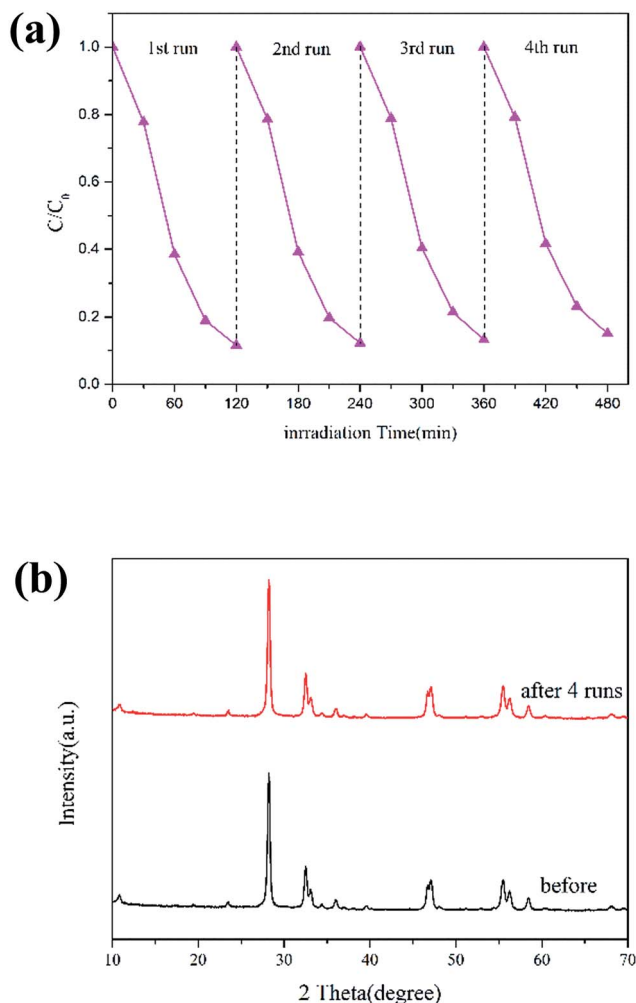 (a)
1st run 2nd run 3rd run 4th run
1.0
0.8
0.6
0.4
0.2
0.0
C/C0
0 60 120 180 240 300 360 420 480
inrradiation Time(min)
(b)
after 4 runs
before
Intensity(a.u.)
10 20 30 40 50 60 70
2 Theta(degree)